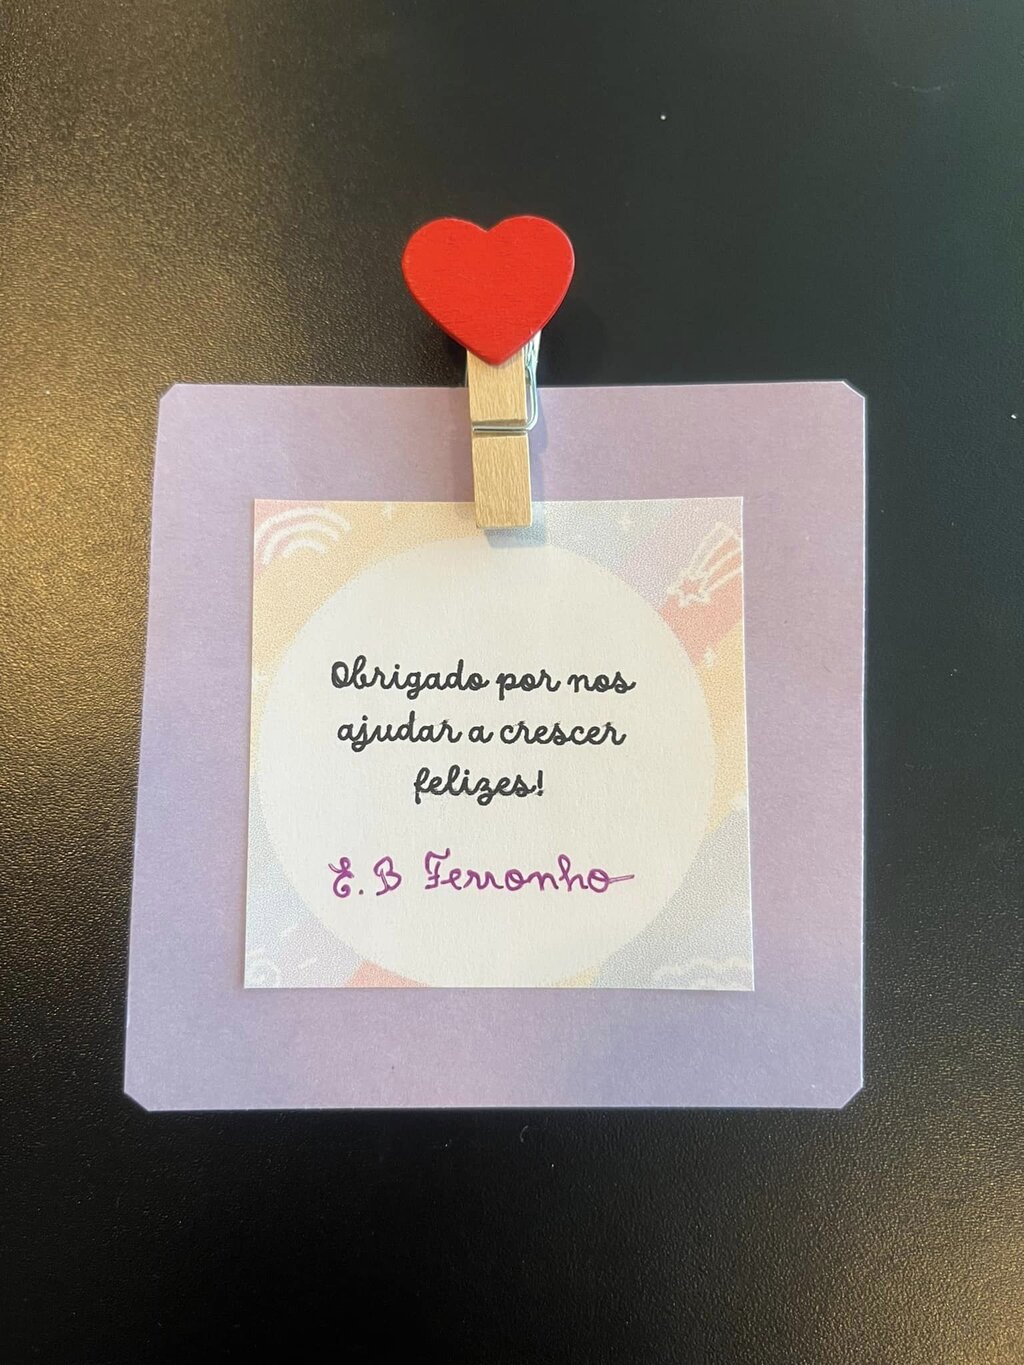 Obrigado por nos
ajudar a crescer
felizes!
E. B Ferronho